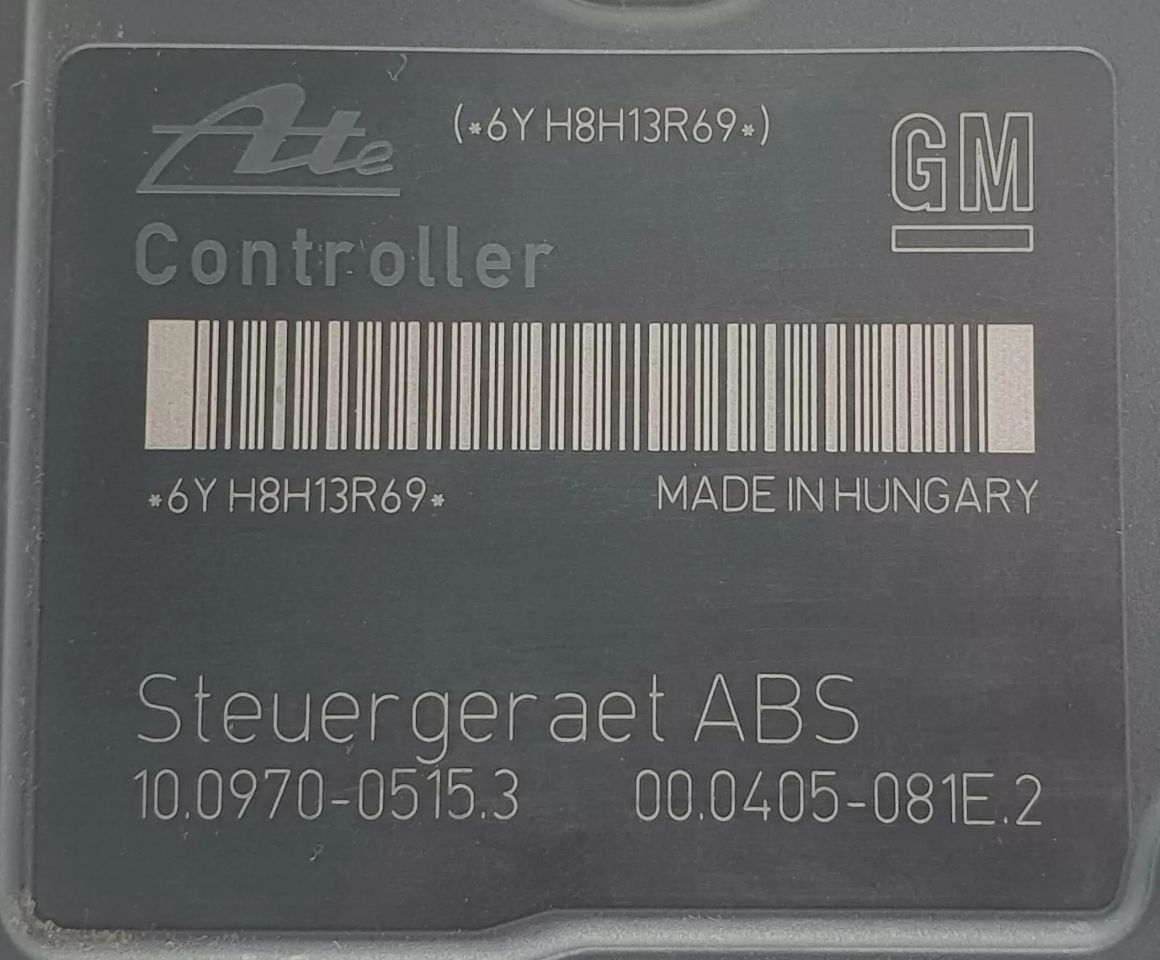 Ate (*6Y H8H13R69*) GM
Controller
*6Y H8H13R69* MADE IN HUNGARY
Steuergeraet ABS
10.0970-0515.3 00.0405-081E.2